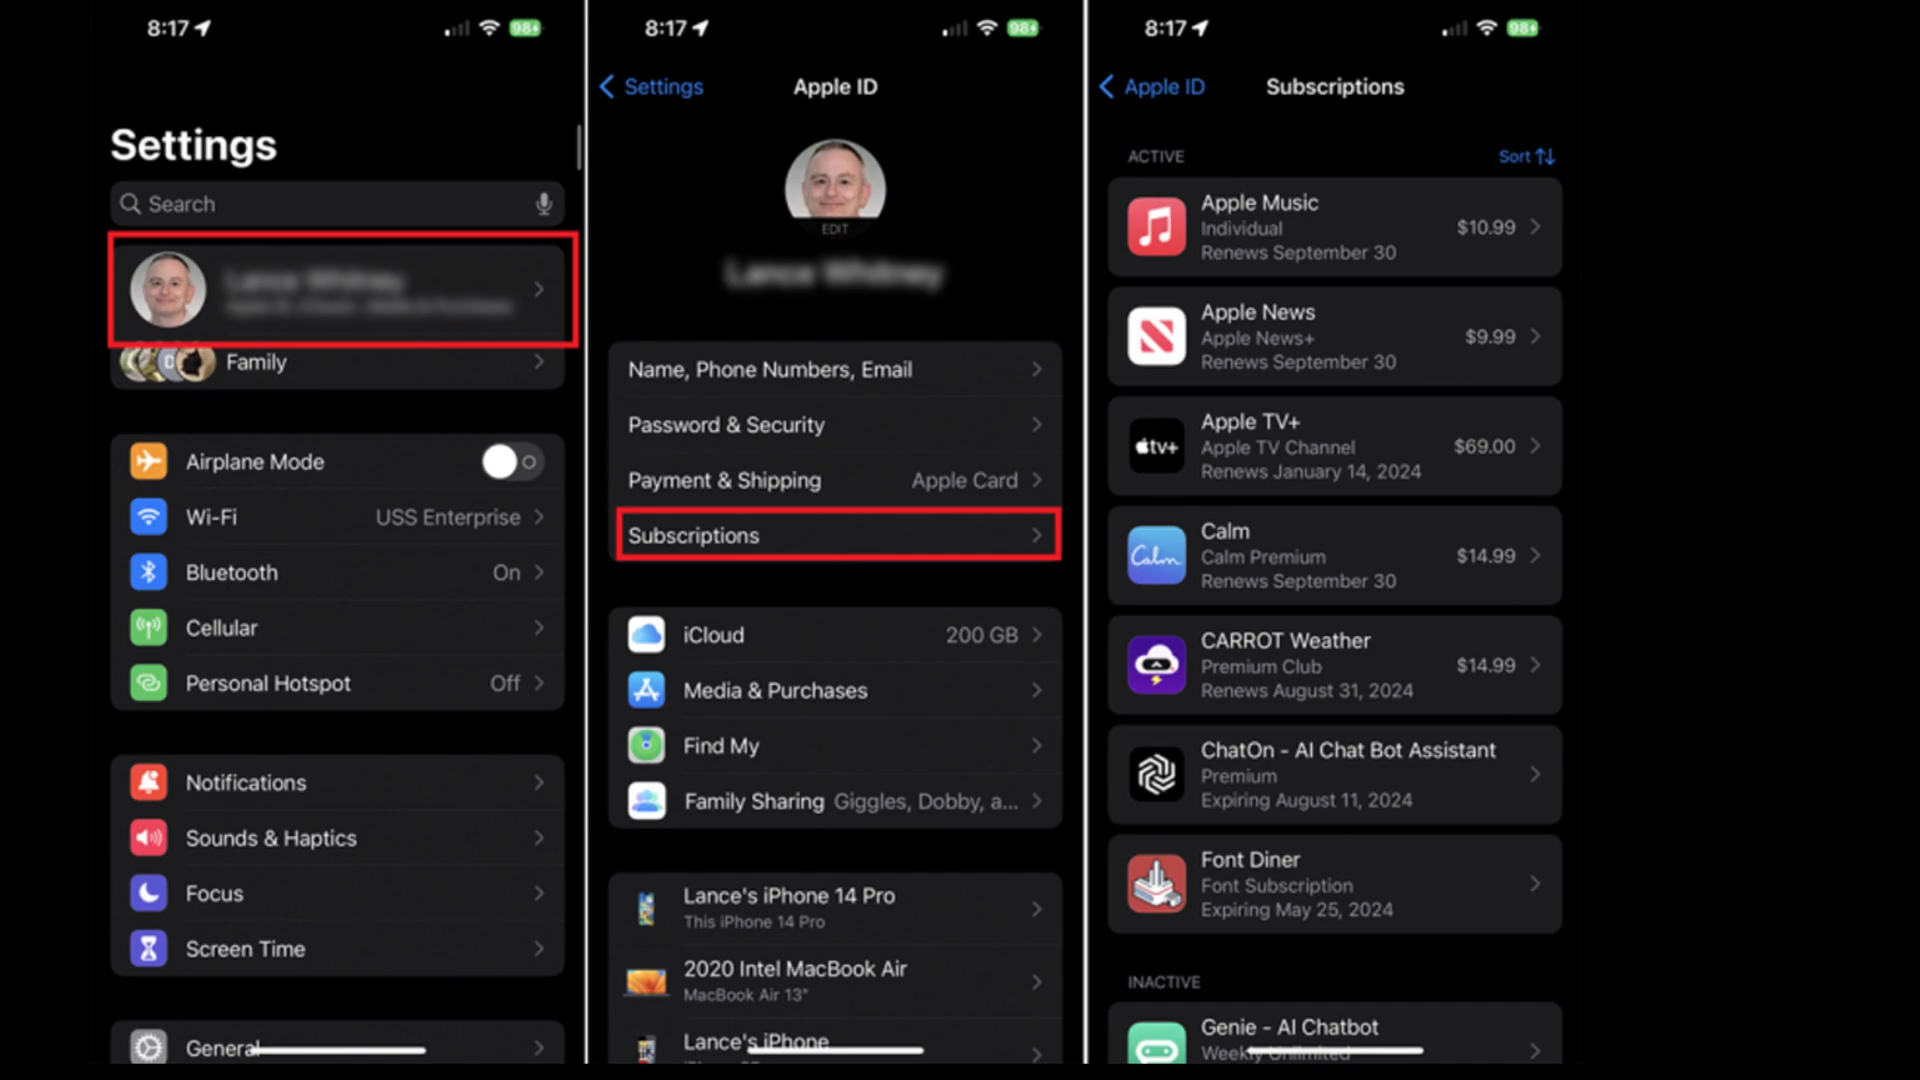 8:17
98+
Settings
Search
Family
Airplane Mode
Wi-Fi USS Enterprise
Bluetooth On
Cellular
Personal Hotspot Off
Notifications
Sounds & Haptics
Focus
Screen Time
General
8:17
98+
Settings Apple ID
EDIT
Name, Phone Numbers, Email
Password & Security
Payment & Shipping Apple Card
Subscriptions
iCloud 200 GB
Media & Purchases
Find My
Family Sharing Giggles, Dobby, a...
Lance's iPhone 14 Pro
This iPhone 14 Pro
2020 Intel MacBook Air
MacBook Air 13"
Lance's iPhone
8:17
98+
Apple ID Subscriptions
ACTIVE Sort
Apple Music
Individual $10.99
Renews September 30
Apple News
Apple News+ $9.99
Renews September 30
tv+
Apple TV+
Apple TV Channel $69.00
Renews January 14, 2024
Calm
Calm
Calm Premium $14.99
Renews September 30
CARROT Weather
Premium Club $14.99
Renews August 31, 2024
ChatOn - AI Chat Bot Assistant
Premium
Expiring August 11, 2024
Font Diner
Font Subscription
Expiring May 25, 2024
INACTIVE
Genie - AI Chatbot
Weekly Unlimited